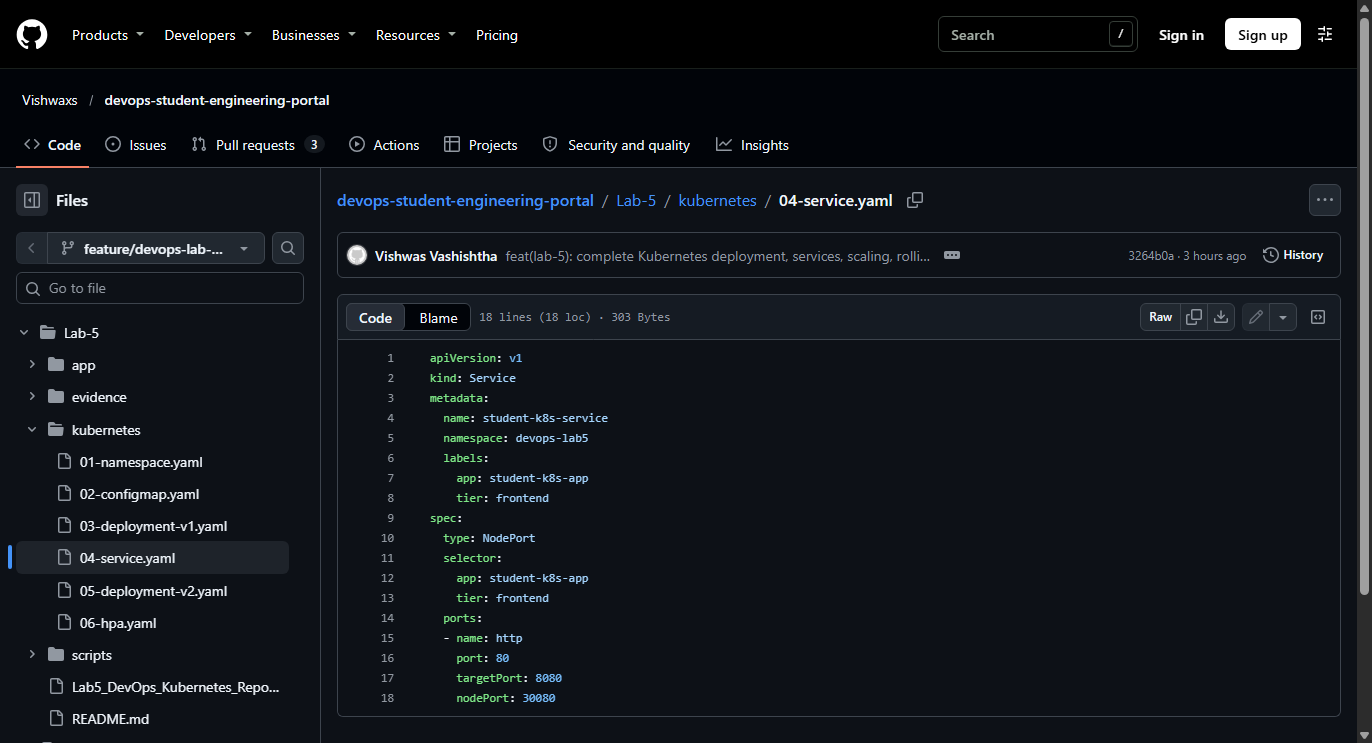 Products Developers Businesses Resources Pricing Search / Sign in Sign up
Vishwaxs / devops-student-engineering-portal
Code Issues Pull requests 3 Actions Projects Security and quality Insights
Files
feature/devops-lab-...
Go to file
Lab-5
app
evidence
kubernetes
01-namespace.yaml
02-configmap.yaml
03-deployment-v1.yaml
04-service.yaml
05-deployment-v2.yaml
06-hpa.yaml
scripts
Lab5_DevOps_Kubernetes_Repo...
README.md
devops-student-engineering-portal / Lab-5 / kubernetes / 04-service.yaml
Vishwas Vashishtha feat(lab-5): complete Kubernetes deployment, services, scaling, rolli... 3264b0a · 3 hours ago History
Code Blame 18 lines (18 loc) · 303 Bytes Raw
1 apiVersion: v1
2 kind: Service
3 metadata:
4 name: student-k8s-service
5 namespace: devops-lab5
6 labels:
7 app: student-k8s-app
8 tier: frontend
9 spec:
10 type: NodePort
11 selector:
12 app: student-k8s-app
13 tier: frontend
14 ports:
15 - name: http
16 port: 80
17 targetPort: 8080
18 nodePort: 30080